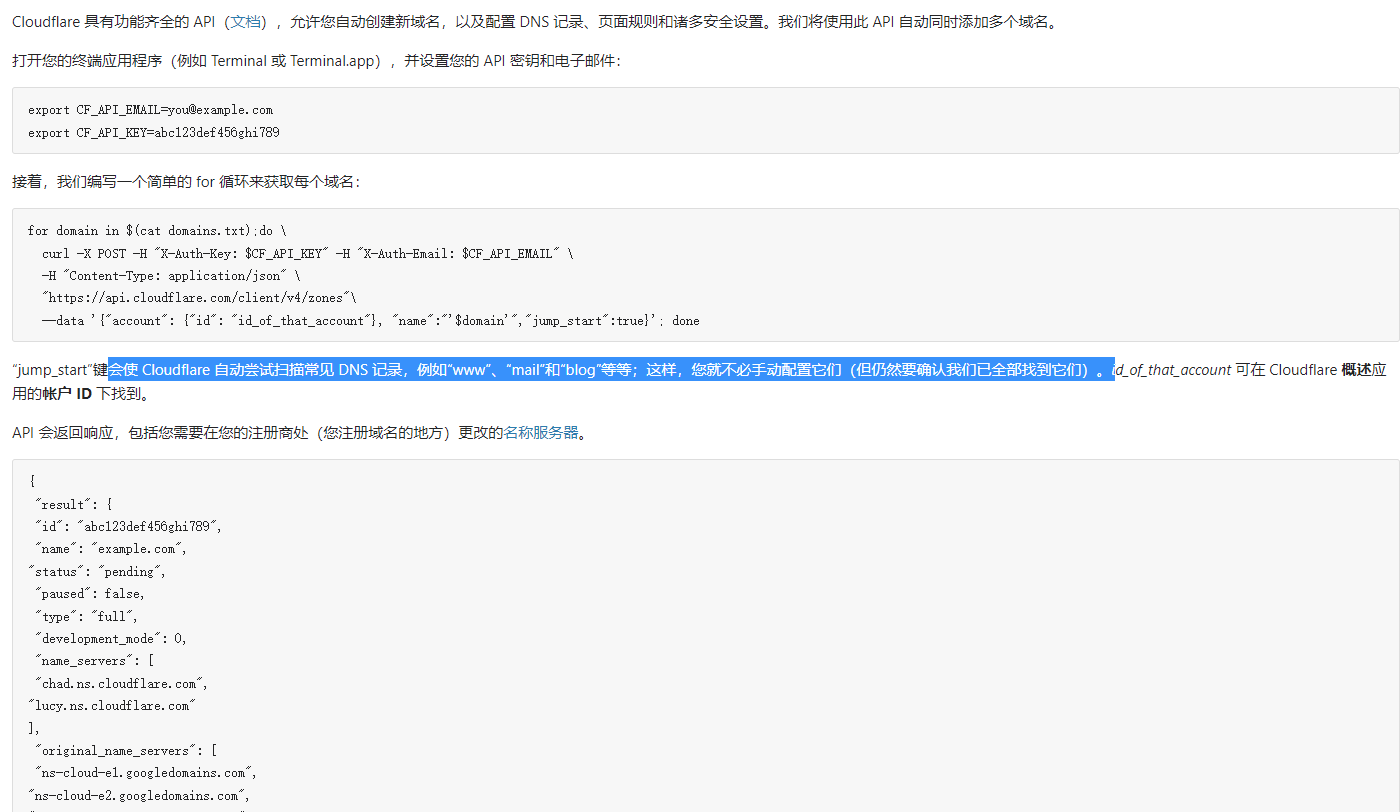 Cloudflare 具有功能齐全的 API（文档），允许您自动创建新域名，以及配置 DNS 记录、页面规则和诸多安全设置。我们将使用此 API 自动同时添加多个域名。
打开您的终端应用程序（例如 Terminal 或 Terminal.app），并设置您的 API 密钥和电子邮件：
export CF_API_EMAIL=you@example.com
export CF_API_KEY=abc123def456ghi789
接着，我们编写一个简单的 for 循环来获取每个域名：
for domain in $(cat domains.txt);do \
curl -X POST -H "X-Auth-Key: $CF_API_KEY" -H "X-Auth-Email: $CF_API_EMAIL" \
-H "Content-Type: application/json" \
"https://api.cloudflare.com/client/v4/zones"\
--data '{"account": {"id": "id_of_that_account"}, "name":"'$domain'","jump_start":true}'; done
“jump_start”键会使 Cloudflare 自动尝试扫描常见 DNS 记录，例如“www”、“mail”和“blog”等等；这样，您就不必手动配置它们（但仍然要确认我们已全部找到它们）。id_of_that_account 可在 Cloudflare 概述应
用的帐户 ID 下找到。
API 会返回响应，包括您需要在您的注册商处（您注册域名的地方）更改的名称服务器。
{
"result": {
"id": "abc123def456ghi789",
"name": "example.com",
"status": "pending",
"paused": false,
"type": "full",
"development_mode": 0,
"name_servers": [
"chad.ns.cloudflare.com",
"lucy.ns.cloudflare.com"
],
"original_name_servers": [
"ns-cloud-e1.googledomains.com",
"ns-cloud-e2.googledomains.com",